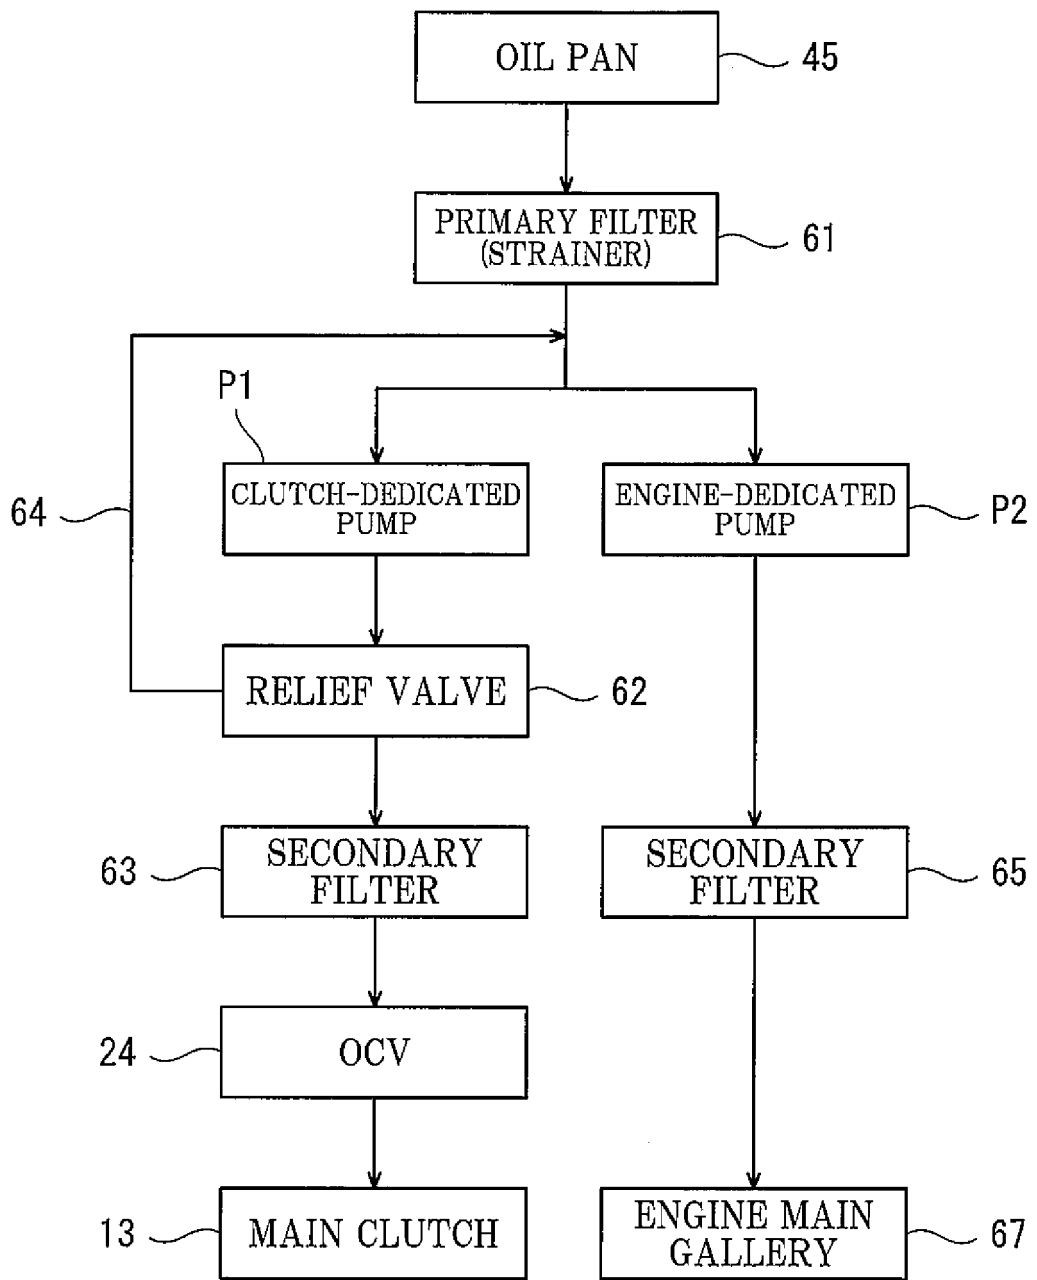 OIL PAN
45
PRIMARY FILTER
(STRAINER)
61
P1
64
CLUTCH-DEDICATED
PUMP
ENGINE-DEDICATED
PUMP
P2
RELIEF VALVE
62
63
SECONDARY
FILTER
SECONDARY
FILTER
65
24
OCV
13
MAIN CLUTCH
ENGINE MAIN
GALLERY
67